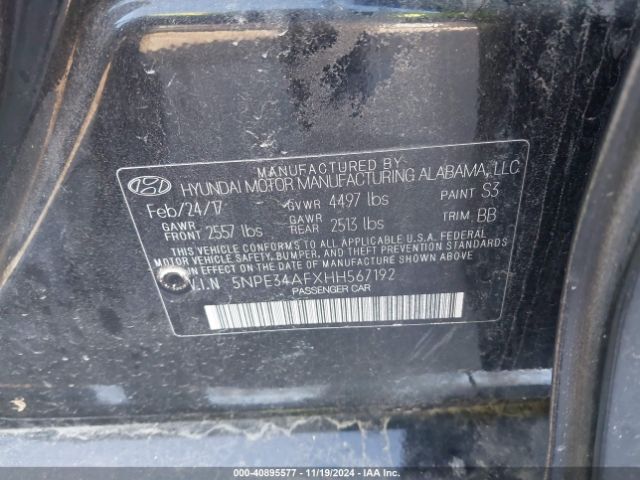 MANUFACTURED BY
HYUNDAI MOTOR MANUFACTURING ALABAMA, LLC
Feb/24/17 GVWR 4497 lbs PAINT S3
GAWR FRONT 2557 lbs GAWR REAR 2513 lbs TRIM BB
THIS VEHICLE CONFORMS TO ALL APPLICABLE U.S.A. FEDERAL
MOTOR VEHICLE SAFETY, BUMPER, AND THEFT PREVENTION STANDARDS
IN EFFECT ON THE DATE OF MANUFACTURE SHOWN ABOVE.
V.I.N 5NPE34AFXHH567192
PASSENGER CAR
000-40895577 - 11/19/2024 - IAA Inc.